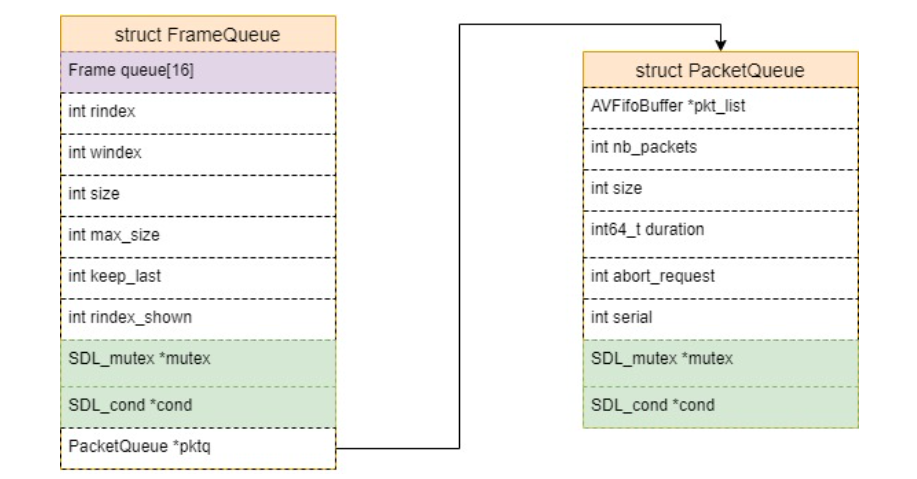 struct FrameQueue
Frame queue[16]
int rindex
int windex
int size
int max_size
int keep_last
int rindex_shown
SDL_mutex *mutex
SDL_cond *cond
PacketQueue *pktq
struct PacketQueue
AVFifoBuffer *pkt_list
int nb_packets
int size
int64_t duration
int abort_request
int serial
SDL_mutex *mutex
SDL_cond *cond